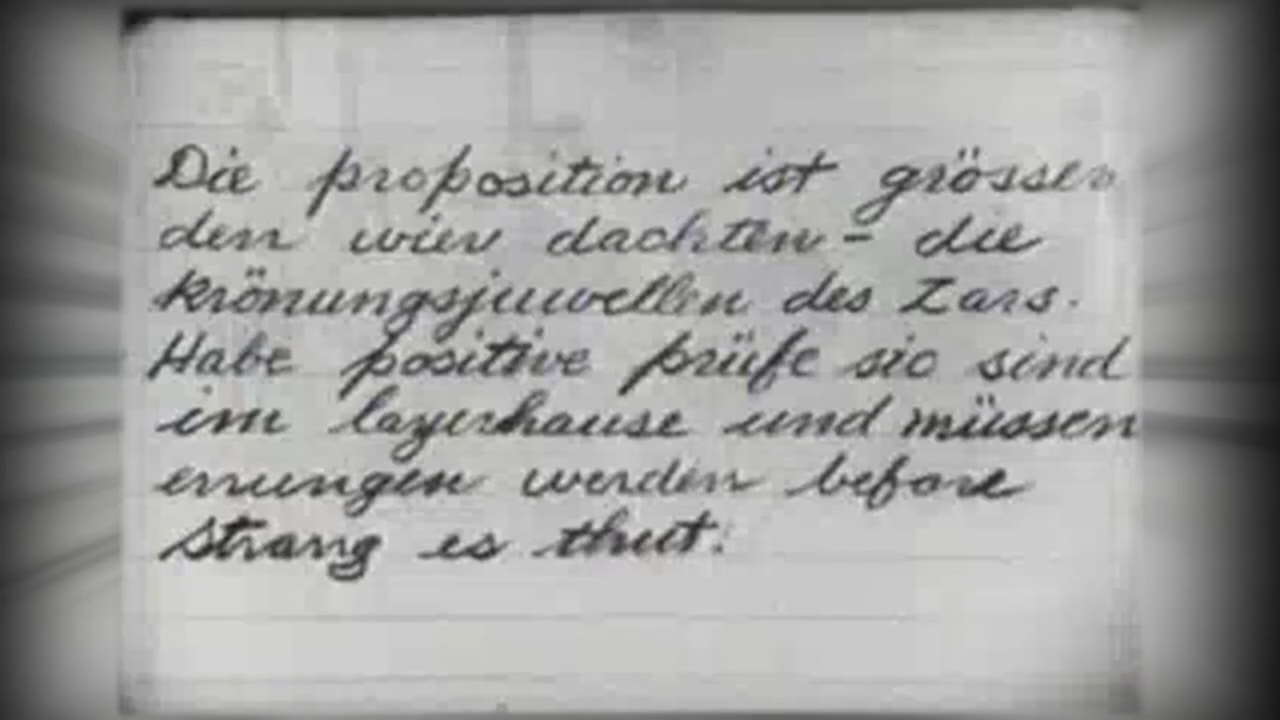 Die proposition ist grösser
den wier dachten - die
krönungsjuwellen des Zars.
Habe positive prüfe sie sind
im lagerhause und müssen
errungen werden before
Strang es thut.